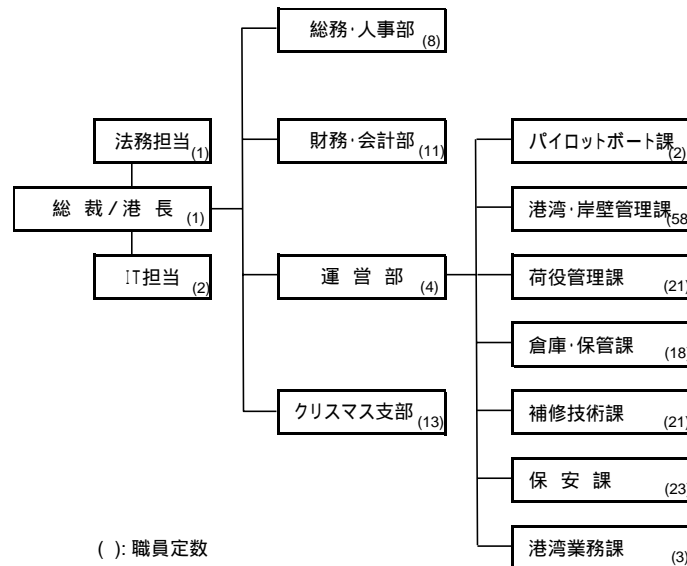 総務・人事部 (8)
法務担当 (1)
財務・会計部 (11)
パイロットボート課 (2)
総 裁 / 港 長 (1)
港湾・岸壁管理課 (58
IT担当 (2)
運 営 部 (4)
荷役管理課 (21)
倉庫・保管課 (18)
クリスマス支部 (13)
補修技術課 (21)
保 安 課 (23
( ): 職員定数
港湾業務課 (3)